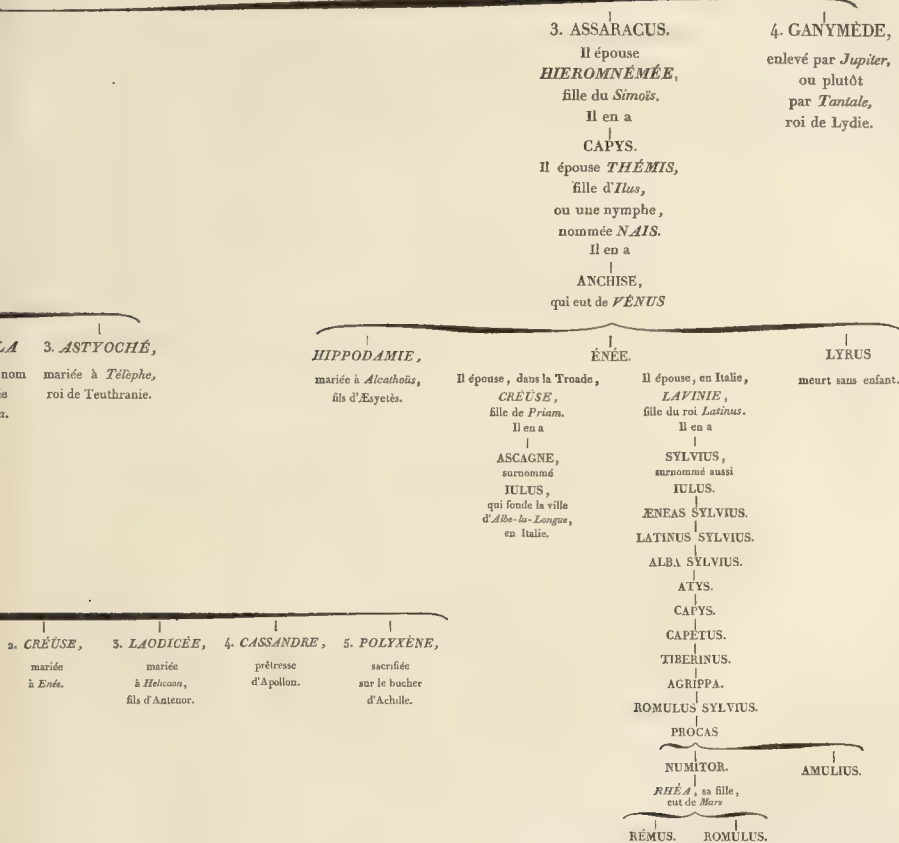 3. ASSARACUS.
Il épouse
HIEROMNÉMÉE,
fille du Simoïs.
Il en a
CAPYS.
Il épouse THÉMIS,
fille d'Ilus,
ou une nymphe,
nommée NAIS.
Il en a
ANCHISE,
qui eut de VÉNUS
4. GANYMÈDE,
enlevé par Jupiter,
ou plutôt
par Tantale,
roi de Lydie.
LA
nom
3. ASTYOCHÉ,
mariée à Télèphe,
roi de Teuthranie.
HIPPODAMIE,
mariée à Alcathoüs,
fils d'Æsyetès.
ÉNÉE.
Il épouse, dans la Troade,
CRÉÜSE,
fille de Priam.
Il en a
ASCAGNE,
surnommé
IULUS,
qui fonde la ville
d'Albe-la-Longue,
en Italie.
Il épouse, en Italie,
LAVINIE,
fille du roi Latinus.
Il en a
SYLVIUS,
surnommé aussi
IULUS.
ÆNEAS SYLVIUS.
LATINUS SYLVIUS.
ALBA SYLVIUS.
ATYS.
CAPYS.
CAPETUS.
TIBERINUS.
AGRIPPA.
ROMULUS SYLVIUS.
PROCAS
NUMITOR.
RHÉA, sa fille,
eut de Mars
RÉMUS. ROMULUS.
AMULIUS.
LYRUS
meurt sans enfant.
2. CRÉÜSE,
mariée
à Enée.
3. LAODICÉE,
mariée
à Helicaon,
fils d'Antenor.
4. CASSANDRE,
prêtresse
d'Apollon.
5. POLYXÈNE,
sacrifiée
sur le bucher
d'Achille.